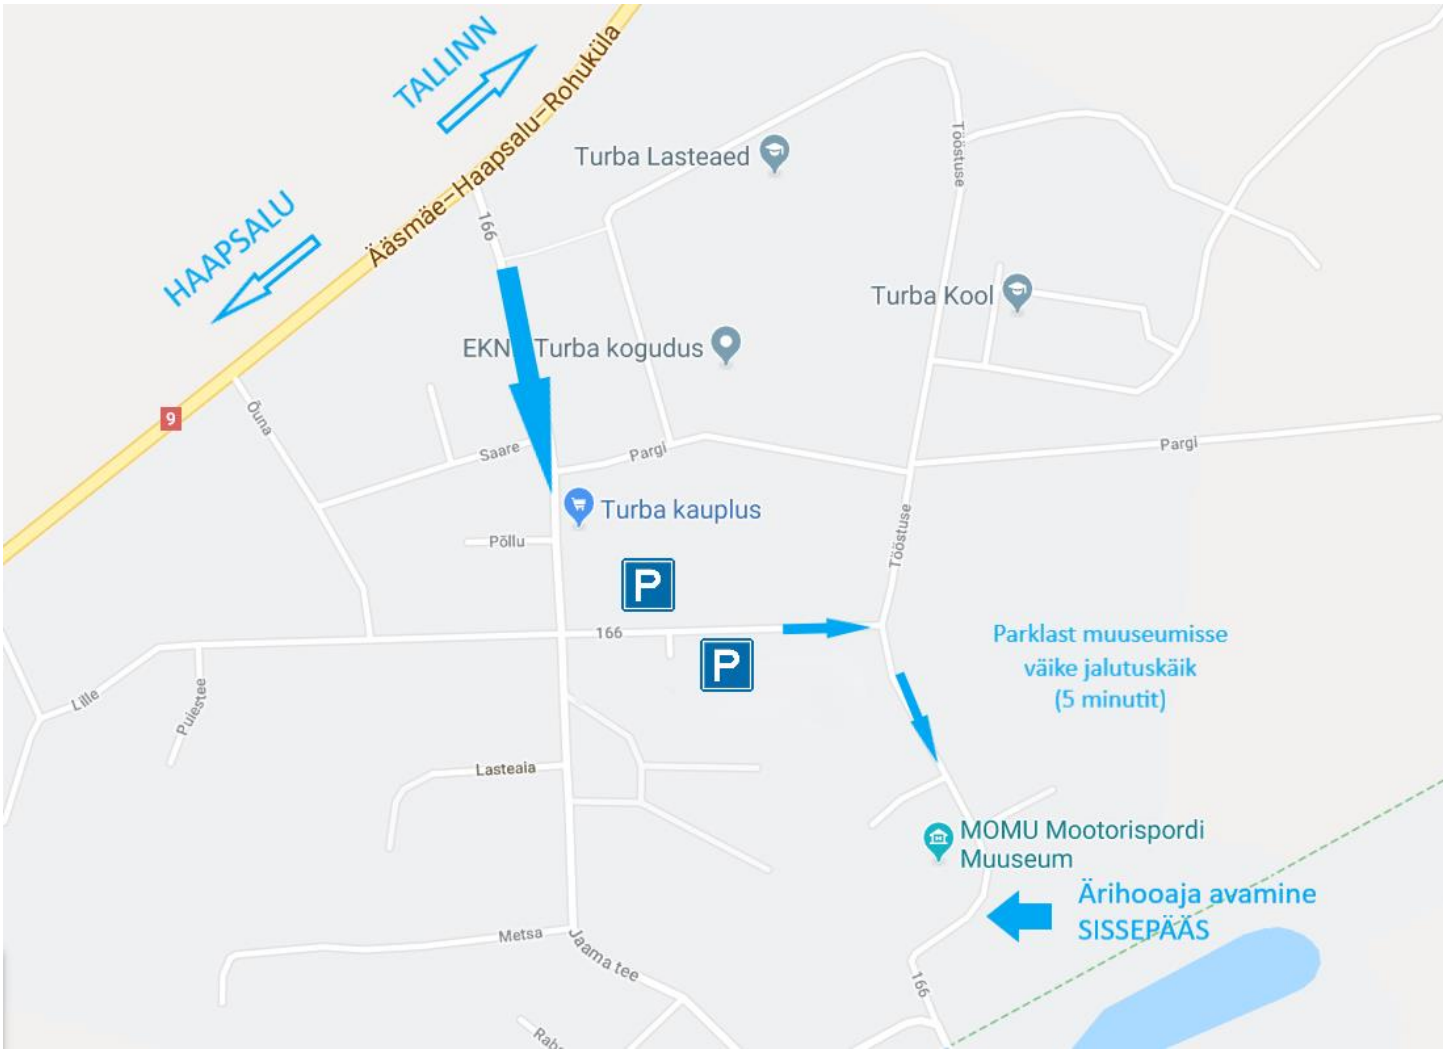 TALLINN
Ääsmäe–Haapsalu–Rohuküla
HAAPSALU
166
Turba Lasteaed
Tööstuse
Turba Kool
Turba kogudus
9
Õuna
Saare
Pargi
Pargi
Turba kauplus
Põllu
Tööstuse
P
166
P
Parklast muuseumisse
väike jalutuskäik
(5 minutit)
Lille
Puiestee
Lasteaia
MOMU Mootorispordi
Muuseum
Ärihooaja avamine
SISSEPÄÄS
Metsa
Jaama tee
166